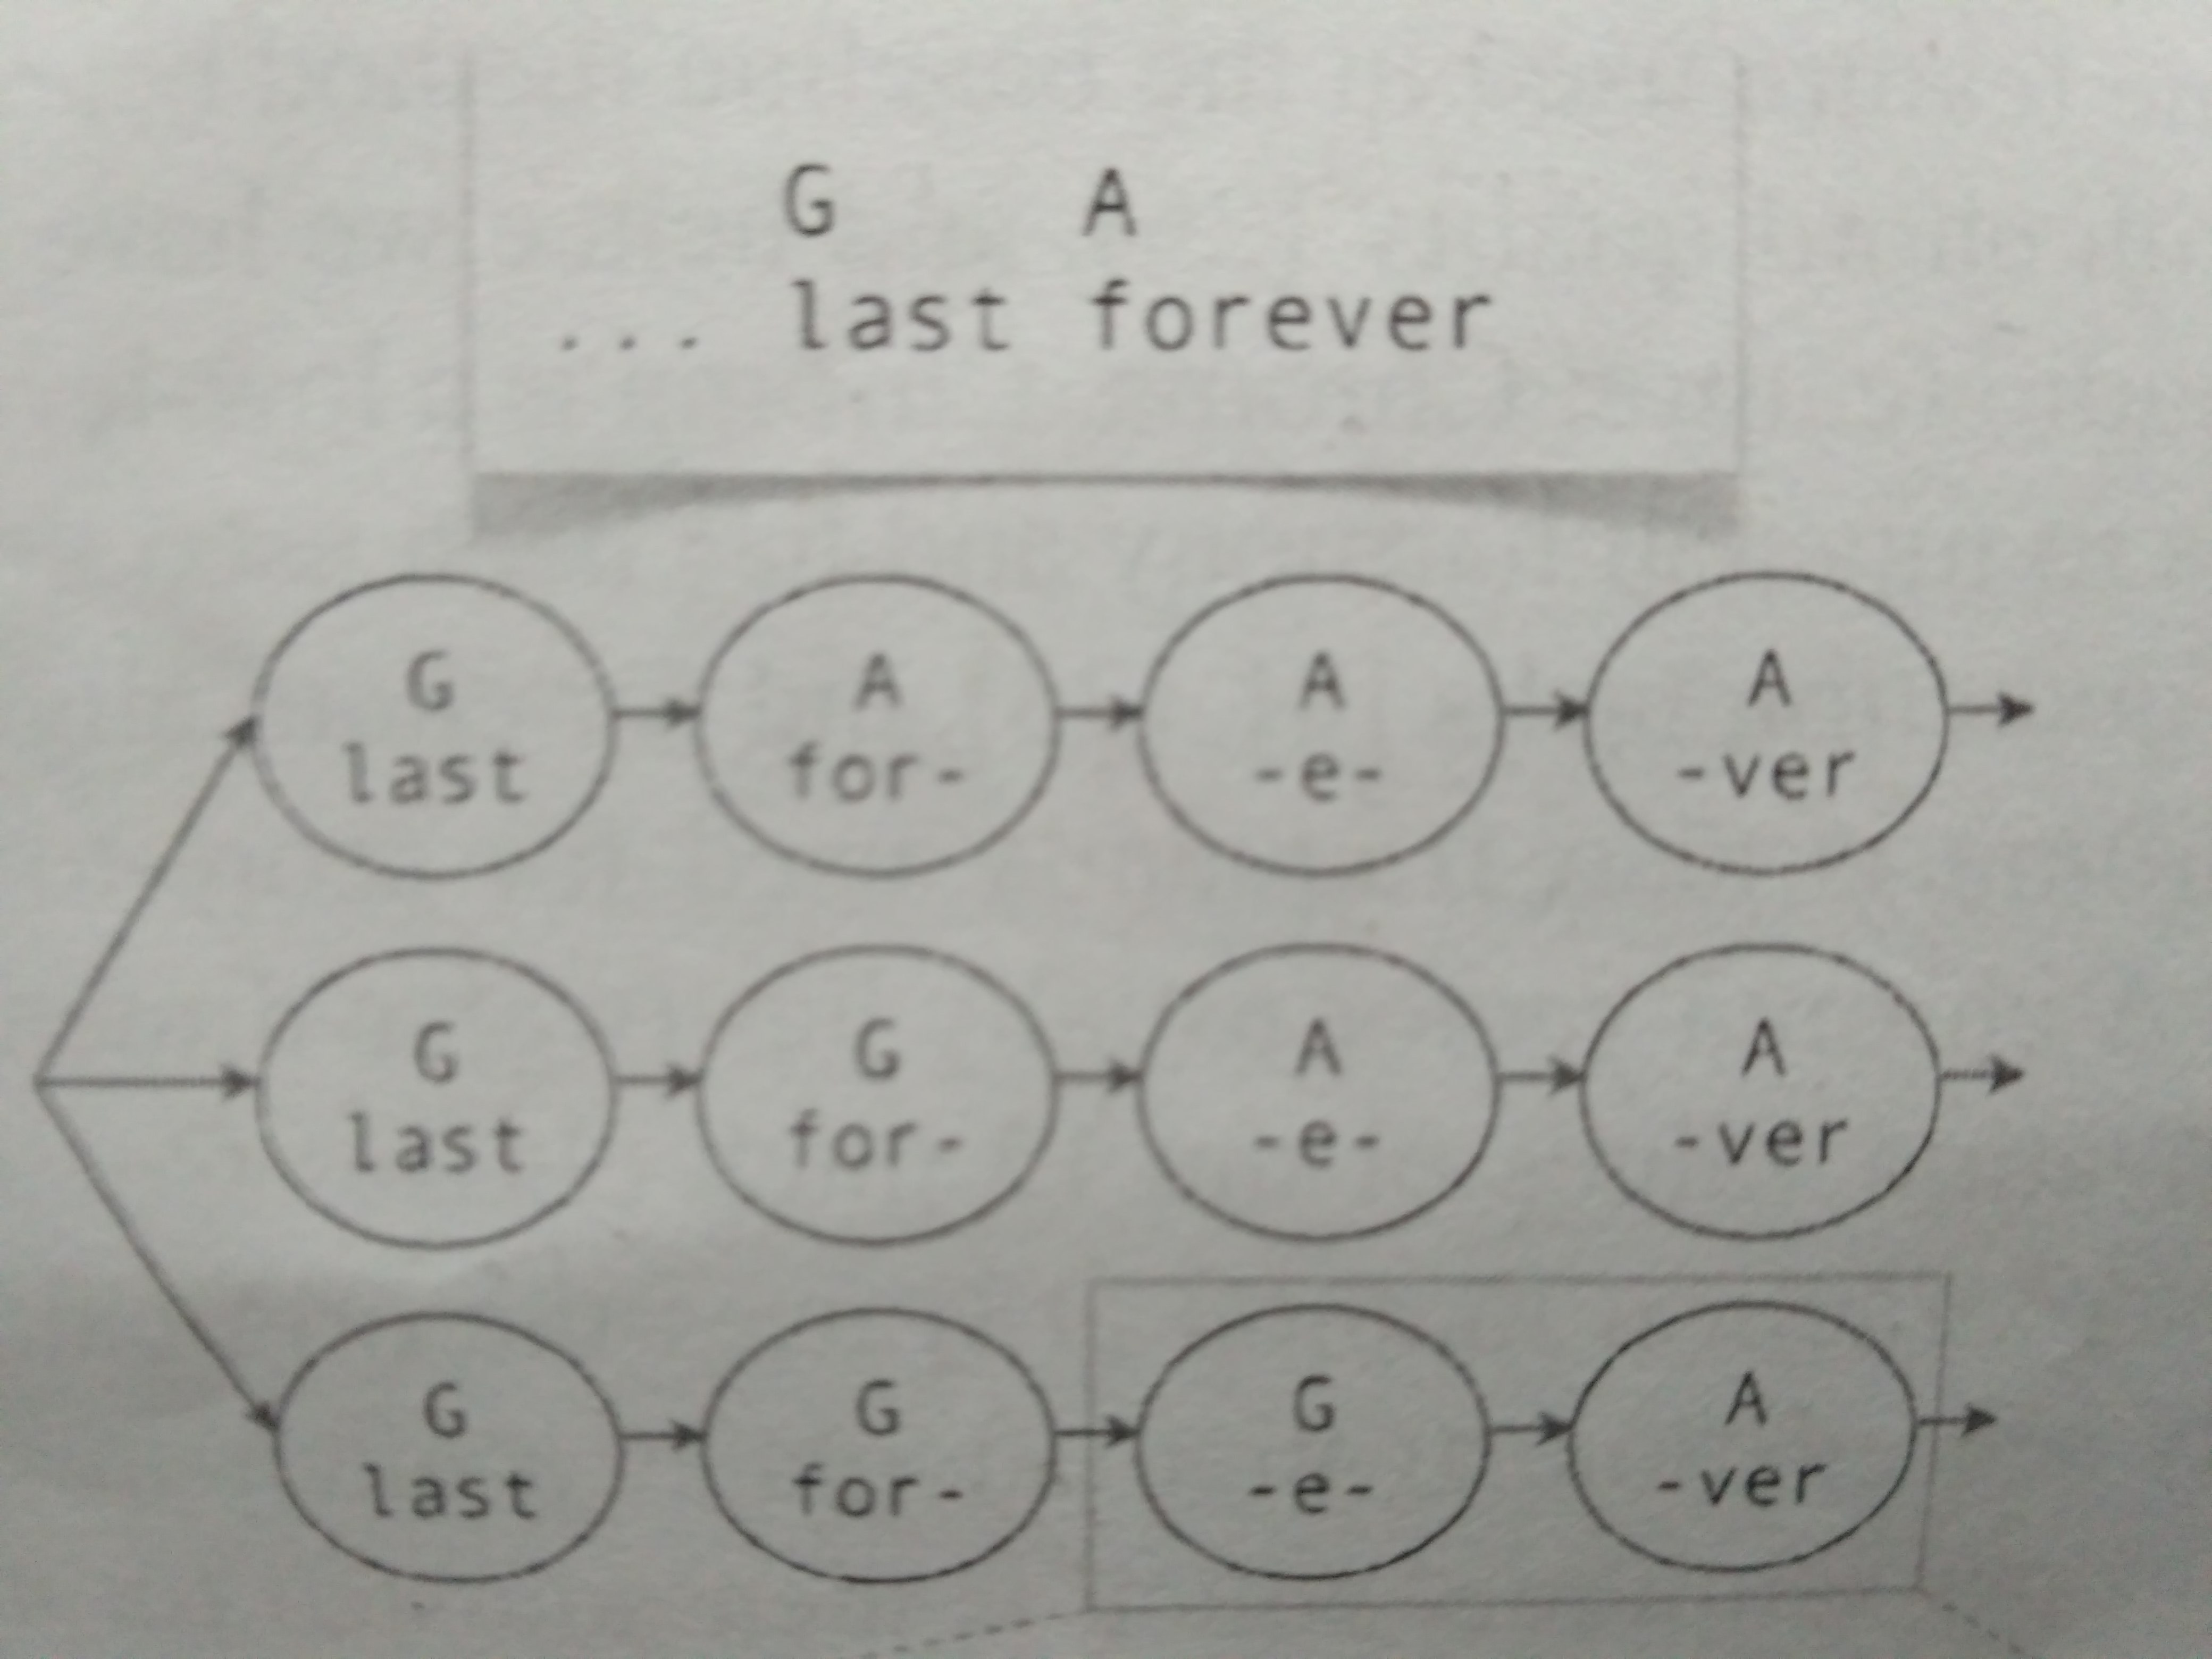 G A
... last forever
G A A A
last for- -e- -ver
G G A A
last for- -e- -ver
G G G A
last for- -e- -ver